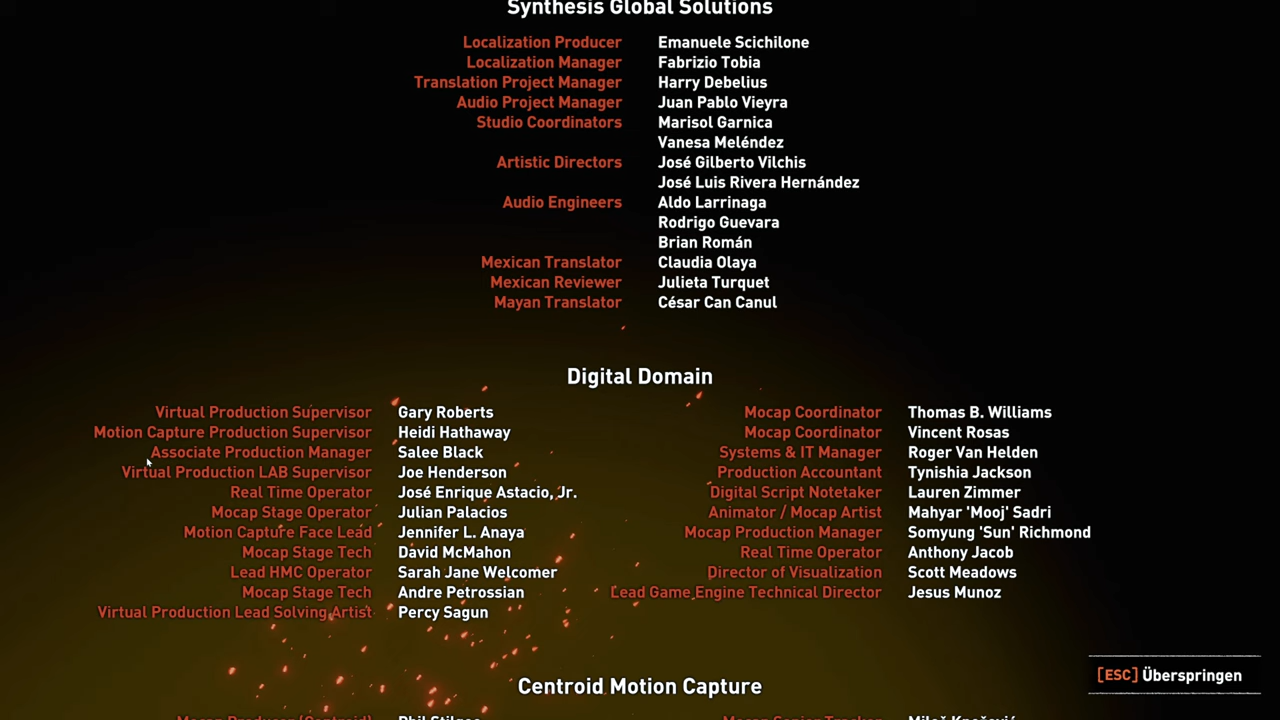 Synthesis Global Solutions
Localization Producer Emanuele Scichilone
Localization Manager Fabrizio Tobia
Translation Project Manager Harry Debelius
Audio Project Manager Juan Pablo Vieyra
Studio Coordinators Marisol Garnica
Vanesa Meléndez
Artistic Directors José Gilberto Vilchis
José Luis Rivera Hernández
Audio Engineers Aldo Larrinaga
Rodrigo Guevara
Brian Román
Mexican Translator Claudia Olaya
Mexican Reviewer Julieta Turquet
Mayan Translator César Can Canul
Digital Domain
Virtual Production Supervisor Gary Roberts
Motion Capture Production Supervisor Heidi Hathaway
Associate Production Manager Salee Black
Virtual Production LAB Supervisor Joe Henderson
Real Time Operator José Enrique Astacio, Jr.
Mocap Stage Operator Julian Palacios
Motion Capture Face Lead Jennifer L. Anaya
Mocap Stage Tech David McMahon
Lead HMC Operator Sarah Jane Welcomer
Mocap Stage Tech Andre Petrossian
Virtual Production Lead Solving Artist Percy Sagun
Mocap Coordinator Thomas B. Williams
Mocap Coordinator Vincent Rosas
Systems & IT Manager Roger Van Helden
Production Accountant Tynishia Jackson
Digital Script Notetaker Lauren Zimmer
Animator / Mocap Artist Mahyar 'Mooj' Sadri
Mocap Production Manager Somyung 'Sun' Richmond
Real Time Operator Anthony Jacob
Director of Visualization Scott Meadows
Lead Game Engine Technical Director Jesus Munoz
[ESC] Überspringen
Centroid Motion Capture